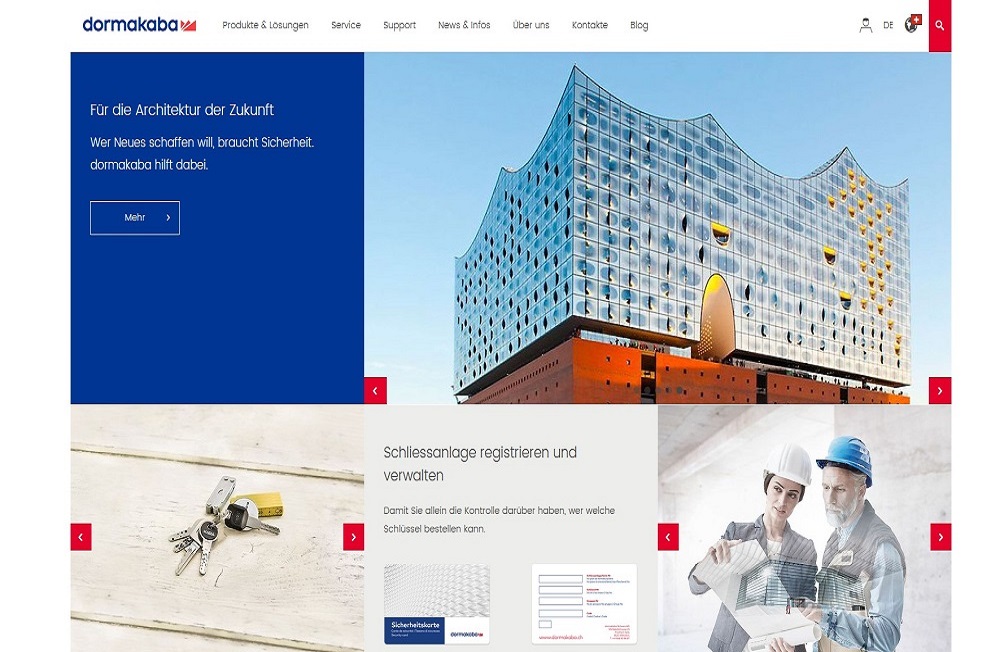 dormakaba
Produkte & Lösungen
Service
Support
News & Infos
Über uns
Kontakte
Blog
DE
Für die Architektur der Zukunft
Wer Neues schaffen will, braucht Sicherheit.
dormakaba hilft dabei.
Mehr
Schliessanlage registrieren und
verwalten
Damit Sie allein die Kontrolle darüber haben, wer welche
Schlüssel bestellen kann.
Sicherheitskarte
dormakaba
www.dormakaba.ch